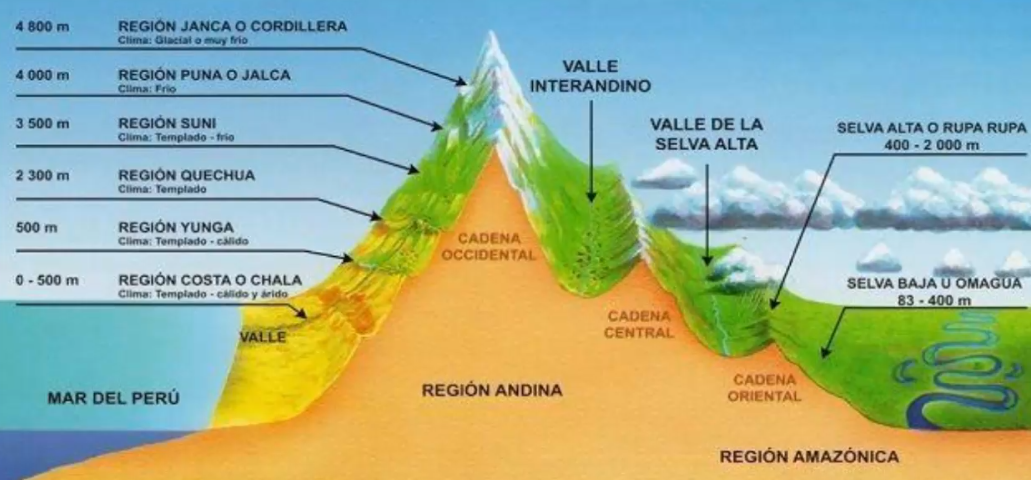 4 800 m REGIÓN JANCA O CORDILLERA
Clima: Glacial o muy frio
4 000 m REGIÓN PUNA O JALCA
Clima: Frio
3 500 m REGIÓN SUNI
Clima: Templado - frio
2 300 m REGIÓN QUECHUA
Clima: Templado
500 m REGIÓN YUNGA
Clima: Templado - cálido
0 - 500 m REGIÓN COSTA O CHALA
Clima: Templado - cálido y árido
VALLE
MAR DEL PERÚ
CADENA
OCCIDENTAL
REGIÓN ANDINA
VALLE
INTERANDINO
CADENA
CENTRAL
VALLE DE LA
SELVA ALTA
CADENA
ORIENTAL
SELVA ALTA O RUPA RUPA
400 - 2 000 m
SELVA BAJA U OMAGUA
83 - 400 m
REGIÓN AMAZÓNICA